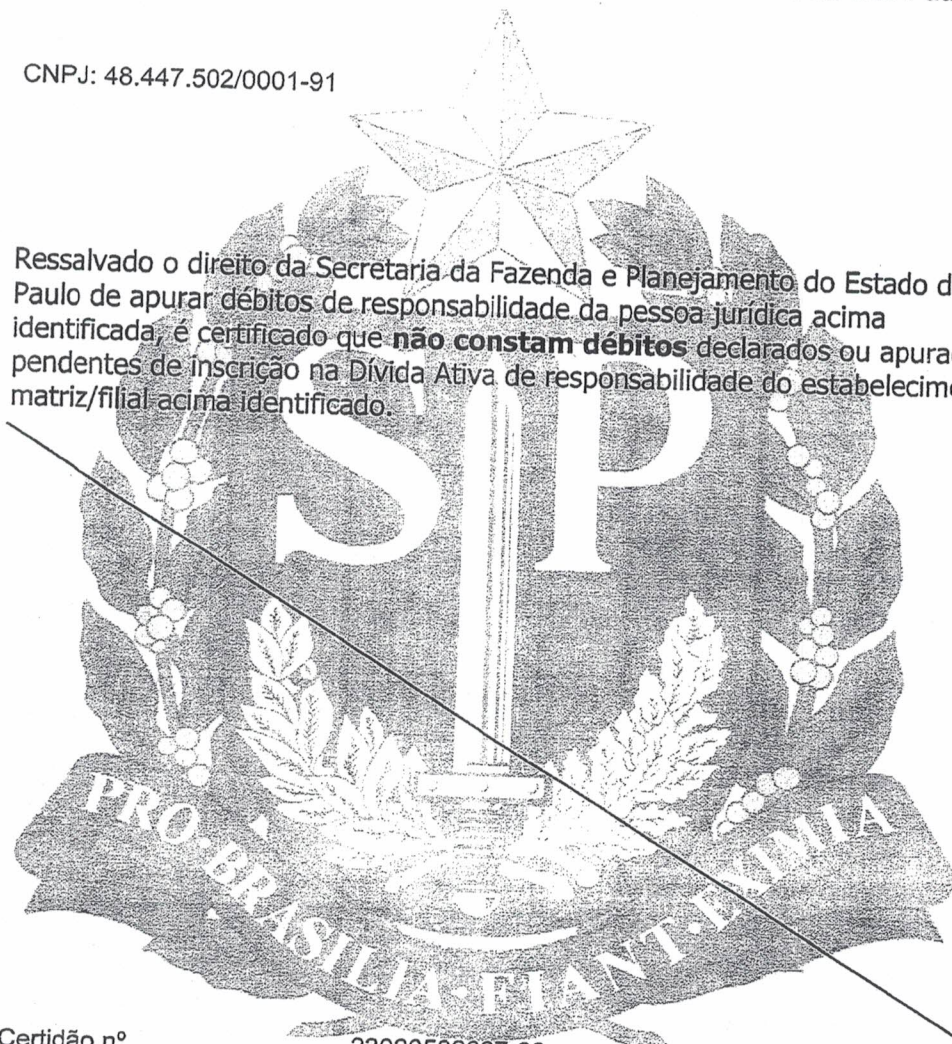 CNPJ: 48.447.502/0001-91
Ressalvado o direito da Secretaria da Fazenda e Planejamento do Estado d
Paulo de apurar débitos de responsabilidade da pessoa jurídica acima
identificada, é certificado que não constam débitos declarados ou apura
pendentes de inscrição na Dívida Ativa de responsabilidade do estabelecime
matriz/filial acima identificado.
S P
PRO·BRASILIA·FIANT·EXIMIA
Certidão nº